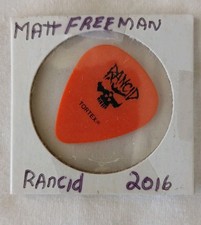 Matt FREEMAN
RANCID
TORTEX®
RANCid 2016